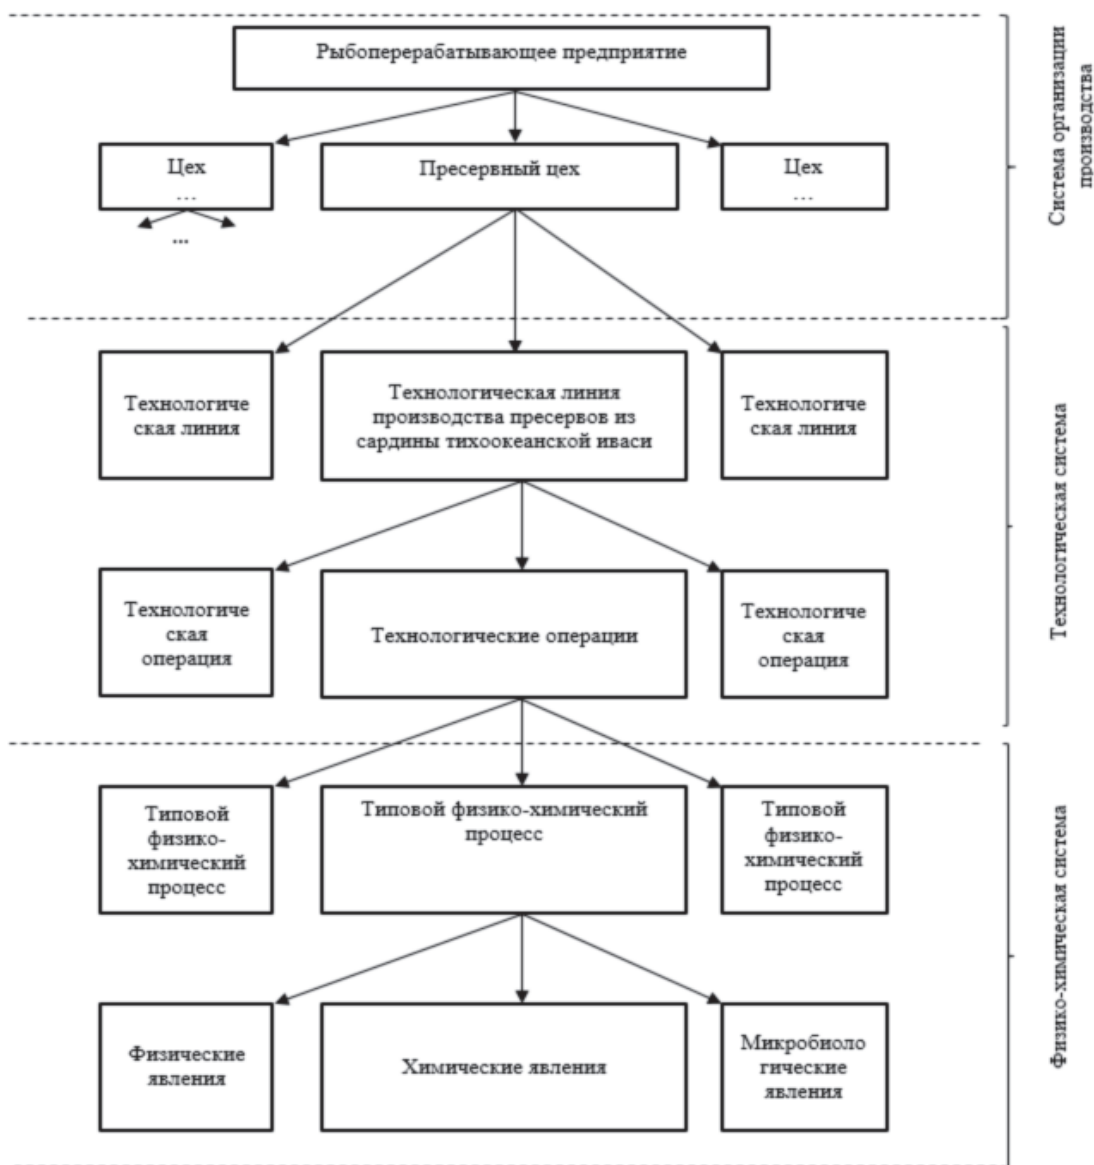 Рыбоперерабатывающее предприятие
Цех
...
Пресервный цех
Цех
...
...
Система организации
производства
Технологиче
ская линия
Технологическая линия
производства пресервов из
сардины тихоокеанской иваси
Технологиче
ская линия
Технологиче
ская
операция
Технологические операции
Технологиче
ская
операция
Технологическая система
Типовой
физико-
химический
процесс
Типовой физико-химический
процесс
Типовой
физико-
химический
процесс
Физические
явления
Химические явления
Микробиоло
гические
явления
Физико-химическая система